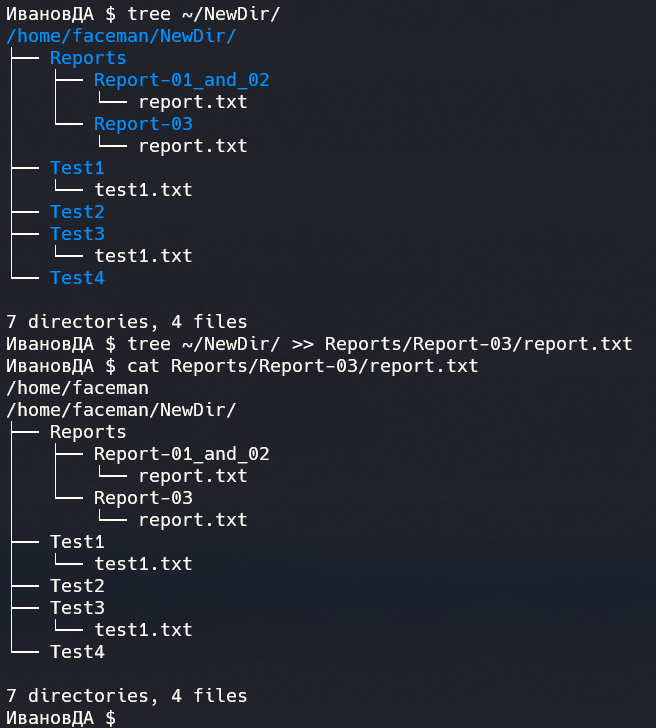 ИвановДА $ tree ~/NewDir/
/home/faceman/NewDir/
├── Reports
│   ├── Report-01_and_02
│   │   └── report.txt
│   └── Report-03
│       └── report.txt
├── Test1
│   └── test1.txt
├── Test2
├── Test3
│   └── test1.txt
└── Test4

7 directories, 4 files
ИвановДА $ tree ~/NewDir/ >> Reports/Report-03/report.txt
ИвановДА $ cat Reports/Report-03/report.txt
/home/faceman
/home/faceman/NewDir/
├── Reports
│   ├── Report-01_and_02
│   │   └── report.txt
│   └── Report-03
│       └── report.txt
├── Test1
│   └── test1.txt
├── Test2
├── Test3
│   └── test1.txt
└── Test4

7 directories, 4 files
ИвановДА $